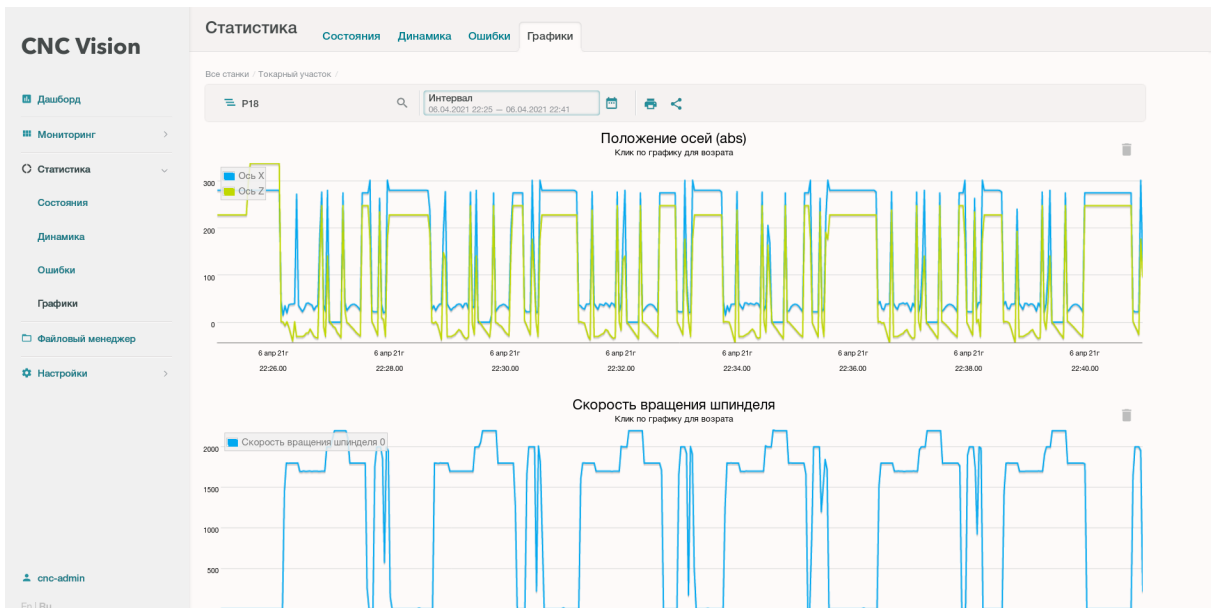 CNC Vision
Дашборд
Мониторинг
Статистика
Состояния
Динамика
Ошибки
Графики
Файловый менеджер
Настройки
cnc-admin
En | Ru
Статистика
Состояния
Динамика
Ошибки
Графики
Все станки / Токарный участок /
P18
Интервал
06.04.2021 22:25 — 06.04.2021 22:41
Положение осей (abs)
Клик по графику для возрата
Ось X
Ось Z
300
200
100
0
6 апр 21г 6 апр 21г 6 апр 21г 6 апр 21г 6 апр 21г 6 апр 21г 6 апр 21г 6 апр 21г
22:26.00 22:28.00 22:30.00 22:32.00 22:34.00 22:36.00 22:38.00 22:40.00
Скорость вращения шпинделя
Клик по графику для возрата
Скорость вращения шпинделя 0
2000
1500
1000
500